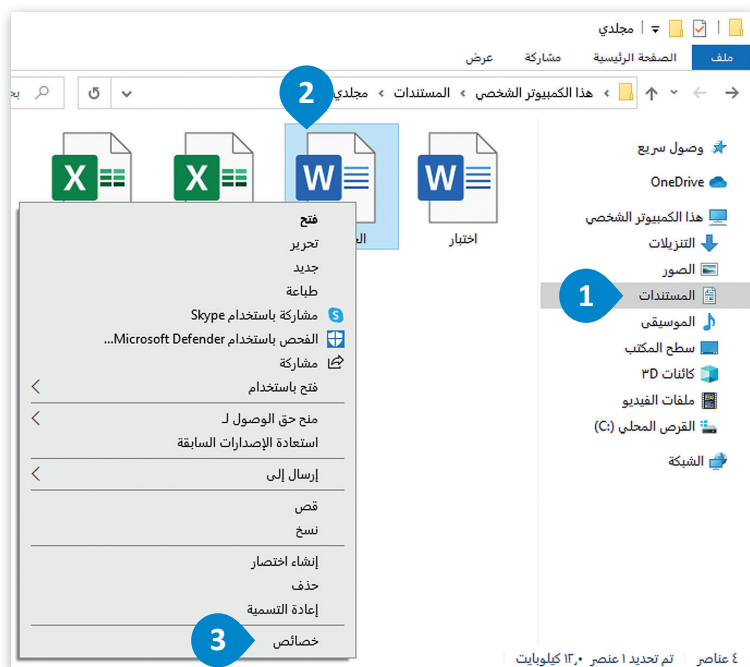 مجلدي
ملف الصفحة الرئيسية مشاركة عرض
هذا الكمبيوتر الشخصي › المستندات › مجلدي
وصول سريع
OneDrive
هذا الكمبيوتر الشخصي
التنزيلات
الصور
المستندات
1
الموسيقى
سطح المكتب
كائنات ٣D
ملفات الفيديو
القرص المحلي (C:)
الشبكة
2
اختبار
W
W
X
X
فتح
تحرير
جديد
طباعة
مشاركة باستخدام Skype
الفحص باستخدام Microsoft Defender...
مشاركة
فتح باستخدام
منح حق الوصول لـ
استعادة الإصدارات السابقة
إرسال إلى
قص
نسخ
إنشاء اختصار
حذف
إعادة التسمية
خصائص
3
٤ عناصر تم تحديد ١ عنصر ١٢,٠ كيلوبايت